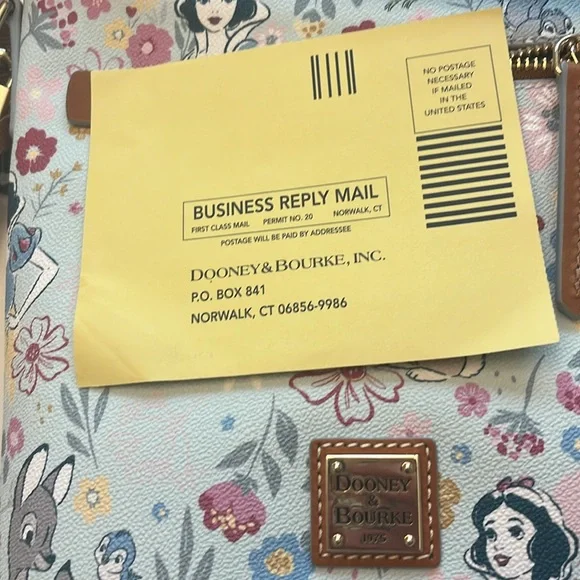 NO POSTAGE
NECESSARY
IF MAILED
IN THE
UNITED STATES
BUSINESS REPLY MAIL
FIRST CLASS MAIL PERMIT NO. 20 NORWALK, CT
POSTAGE WILL BE PAID BY ADDRESSEE
DOONEY & BOURKE, INC.
P.O. BOX 841
NORWALK, CT 06856-9986
DOONEY
&
BOURKE
1975